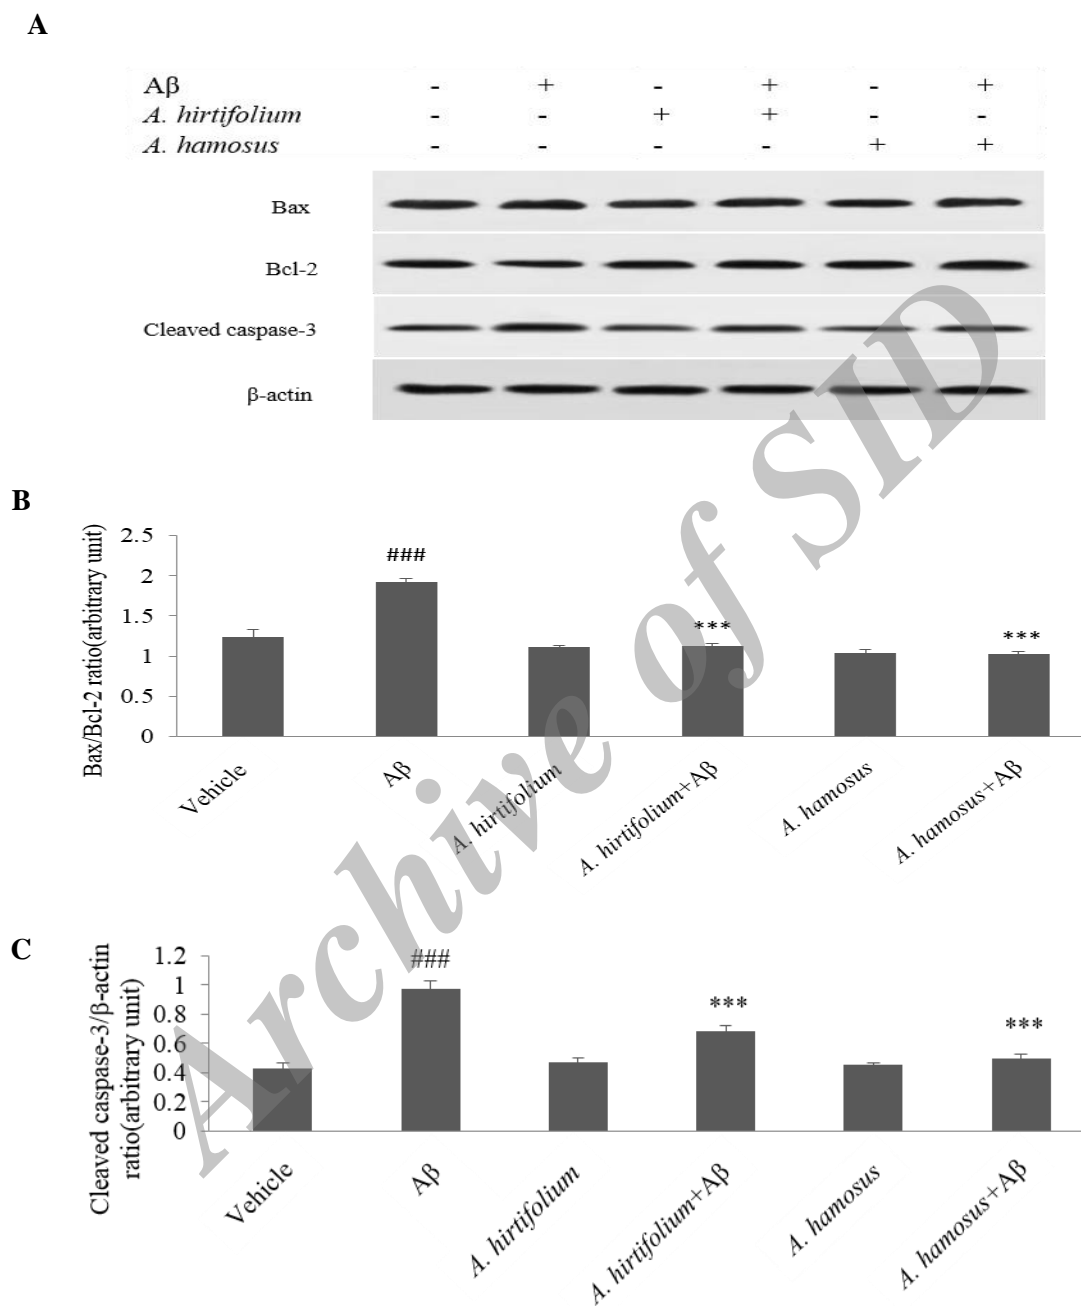 A
Aβ - + - + - +
A. hirtifolium - - + + - -
A. hamosus - - - - + +
Bax
Bcl-2
Cleaved caspase-3
β-actin
B
Bax/Bcl-2 ratio(arbitrary unit)
2.5
2
1.5
1
0.5
0
###
***
***
Vehicle
Aβ
A. hirtifolium
A. hirtifolium+Aβ
A. hamosus
A. hamosus+Aβ
C
Cleaved caspase-3/β-actin
ratio(arbitrary unit)
1.2
1
0.8
0.6
0.4
0.2
0
###
***
***
Vehicle
Aβ
A. hirtifolium
A. hirtifolium+Aβ
A. hamosus
A. hamosus+Aβ
Archive of SID